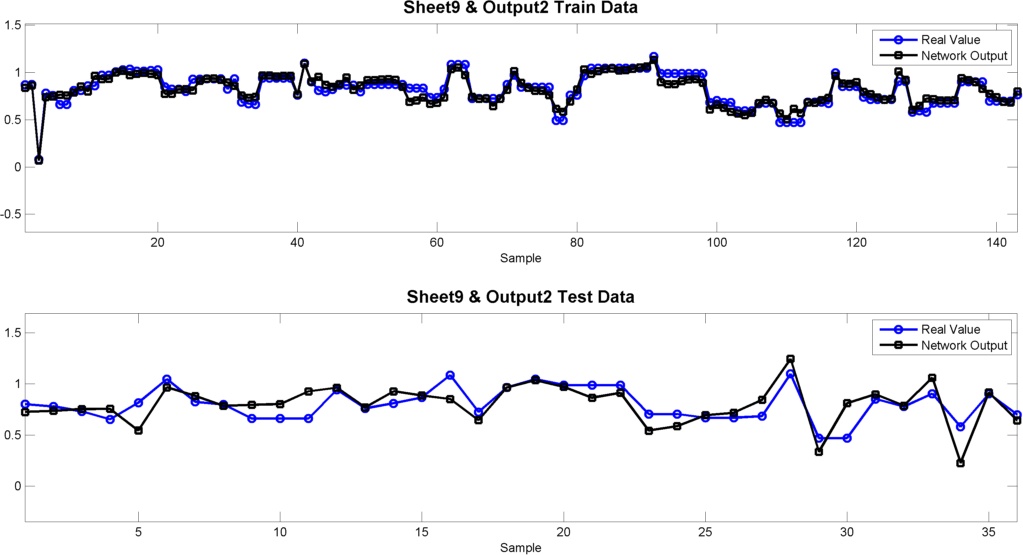 Sheet9 & Output2 Train Data
1.5
1
0.5
0
-0.5
Real Value
Network Output
20 40 60 80 100 120 140
Sample
Sheet9 & Output2 Test Data
1.5
1
0.5
0
Real Value
Network Output
5 10 15 20 25 30 35
Sample